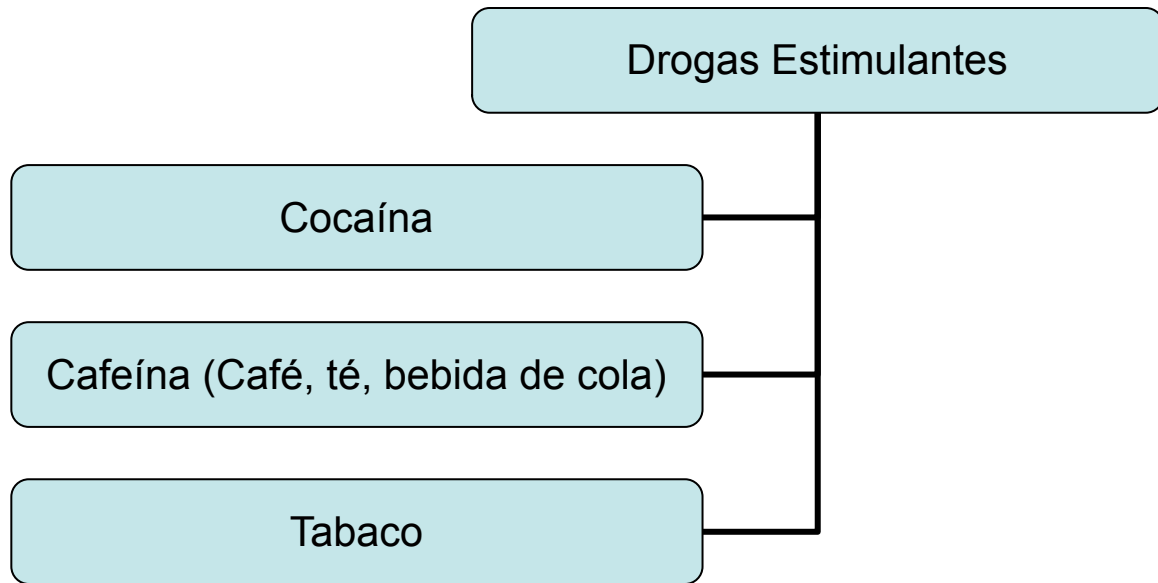 Drogas Estimulantes
Cocaína
Cafeína (Café, té, bebida de cola)
Tabaco